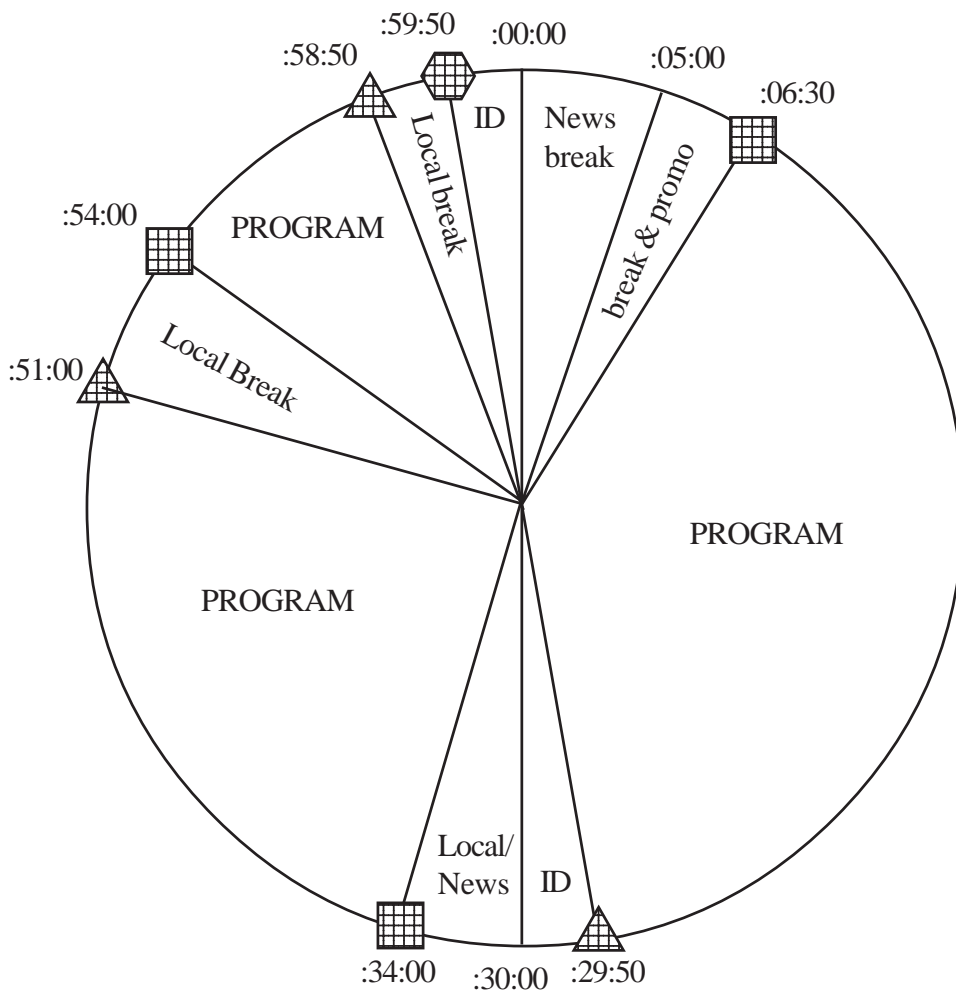 :59:50
:00:00
:58:50
:05:00
:06:30
ID
News
break
Local break
break & promo
:54:00
PROGRAM
Local Break
:51:00
PROGRAM
PROGRAM
Local/
News
ID
:34:00
:30:00
:29:50